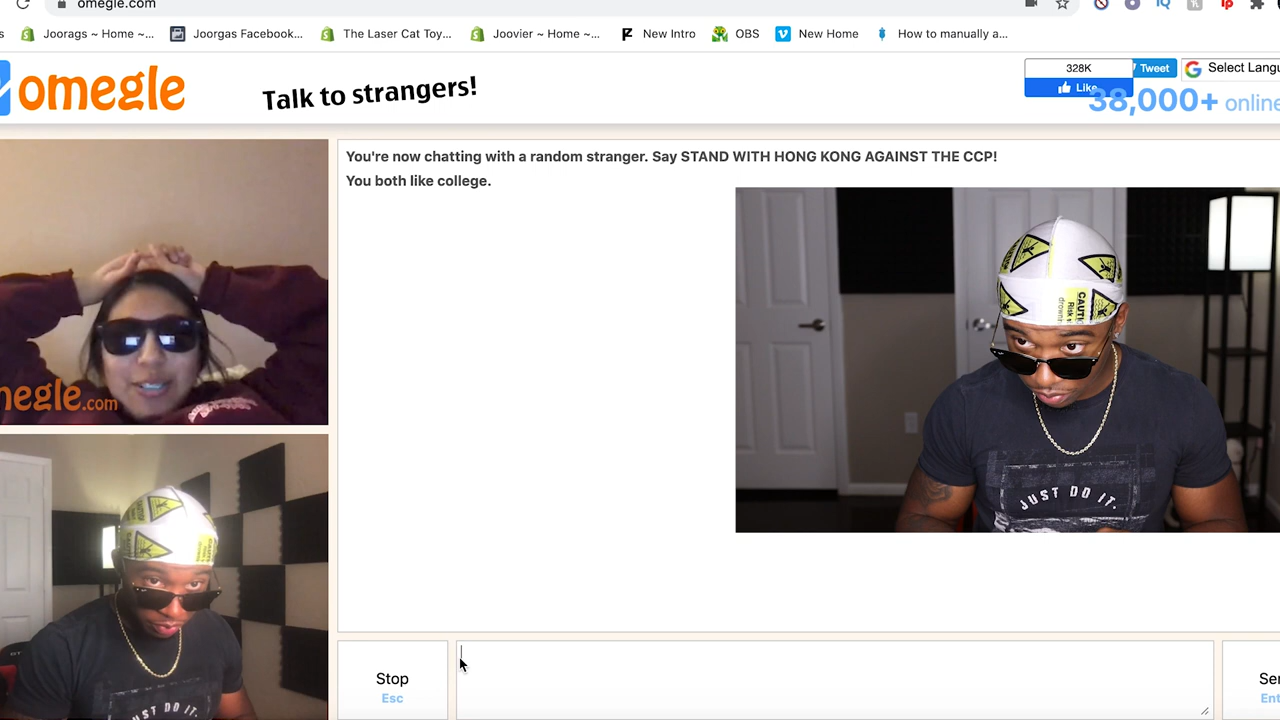 omegle.com
s
Joorags ~ Home ~...
Joorgas Facebook...
The Laser Cat Toy...
Joovier ~ Home ~...
New Intro
OBS
New Home
How to manually a...
omegle
Talk to strangers!
328K
Like
Tweet
Select Langu
38,000+ online
You're now chatting with a random stranger. Say STAND WITH HONG KONG AGAINST THE CCP!
You both like college.
megle.com
CAUTI
JUST DO IT.
JUST DO IT.
Stop
Esc
Ser
Ent